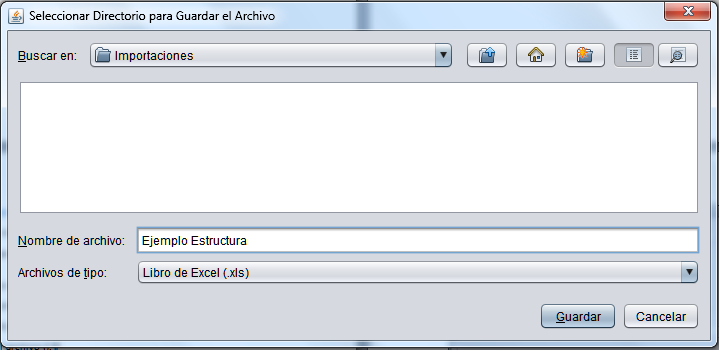 Seleccionar Directorio para Guardar el Archivo
Buscar en: Importaciones
Nombre de archivo: Ejemplo Estructura
Archivos de tipo: Libro de Excel (.xls)
Guardar Cancelar